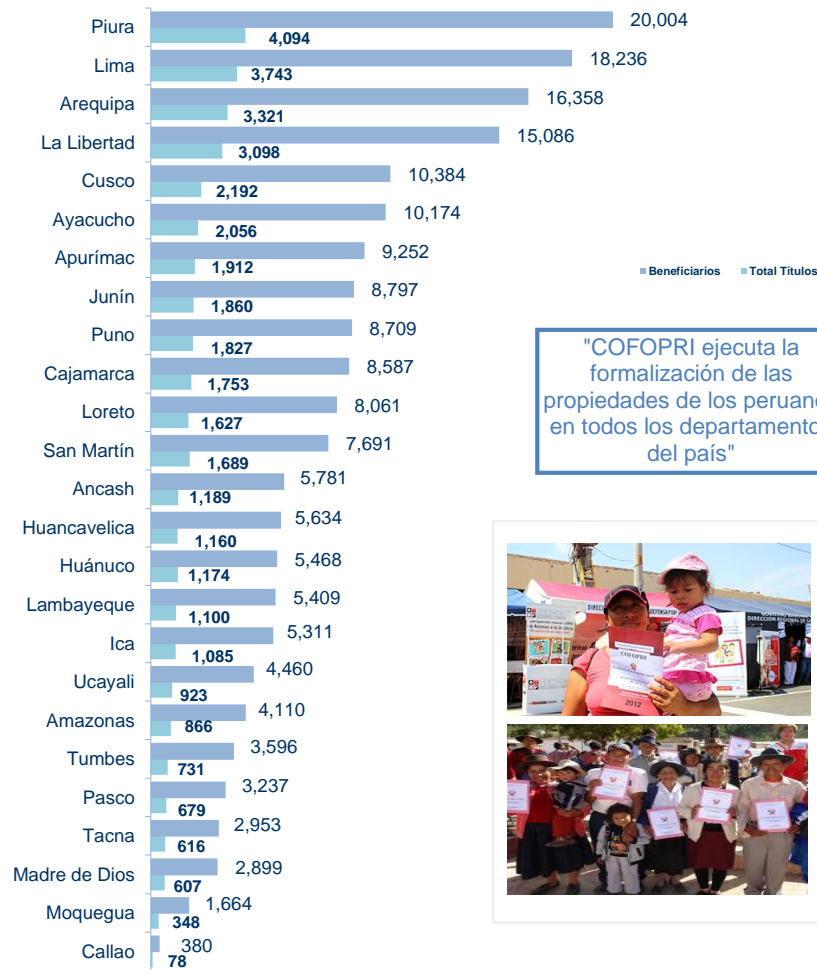 Piura
20,004
4,094
Lima
18,236
3,743
Arequipa
16,358
3,321
La Libertad
15,086
3,098
Cusco
10,384
2,192
Ayacucho
10,174
2,056
Apurímac
9,252
1,912
Junín
8,797
1,860
Puno
8,709
1,827
Cajamarca
8,587
1,753
Loreto
8,061
1,627
San Martín
7,691
1,689
Ancash
5,781
1,189
Huancavelica
5,634
1,160
Huánuco
5,468
1,174
Lambayeque
5,409
1,100
Ica
5,311
1,085
Ucayali
4,460
923
Amazonas
4,110
866
Tumbes
3,596
731
Pasco
3,237
679
Tacna
2,953
616
Madre de Dios
2,899
607
Moquegua
1,664
348
Callao
380
78
Beneficiarios Total Títulos
"COFOPRI ejecuta la
formalización de las
propiedades de los peruano
en todos los departamento
del país"
COFOPRI
2012